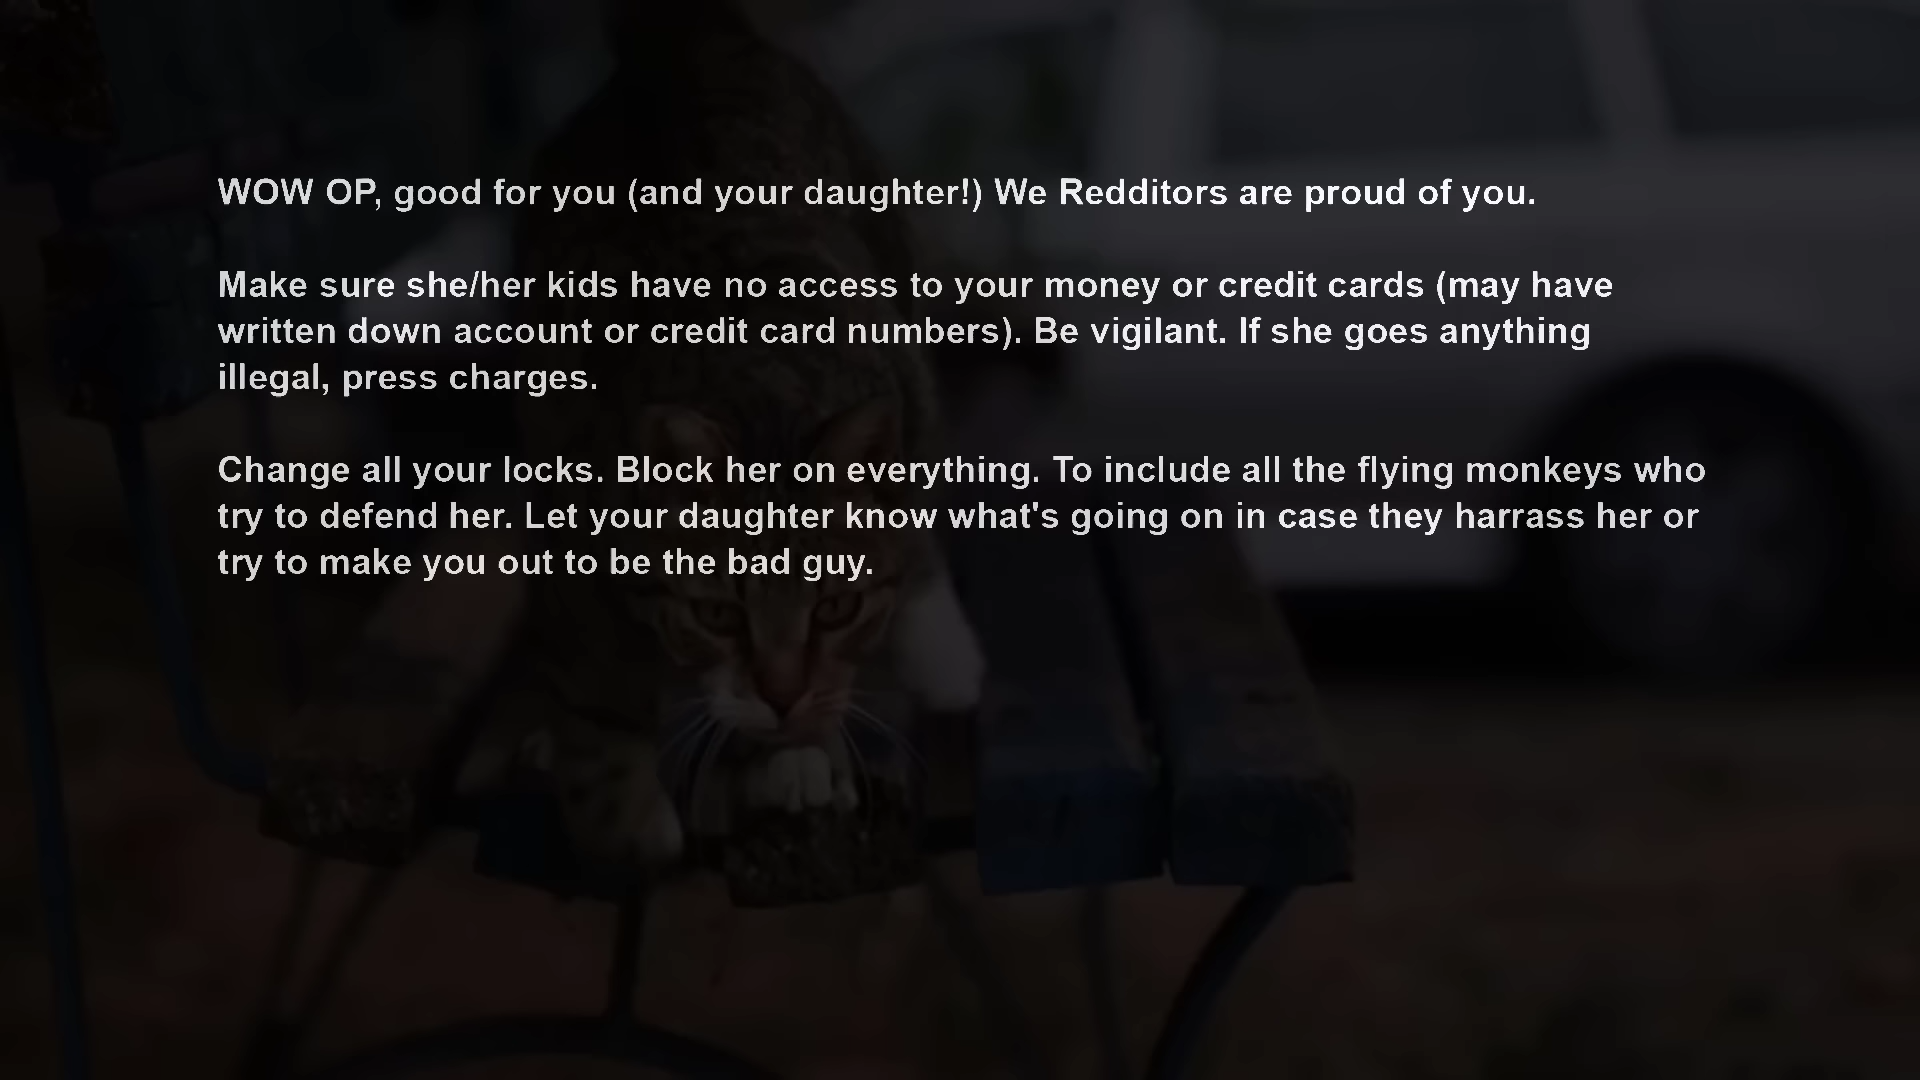 WOW OP, good for you (and your daughter!) We Redditors are proud of you.
Make sure she/her kids have no access to your money or credit cards (may have
written down account or credit card numbers). Be vigilant. If she goes anything
illegal, press charges.
Change all your locks. Block her on everything. To include all the flying monkeys who
try to defend her. Let your daughter know what's going on in case they harrass her or
try to make you out to be the bad guy.